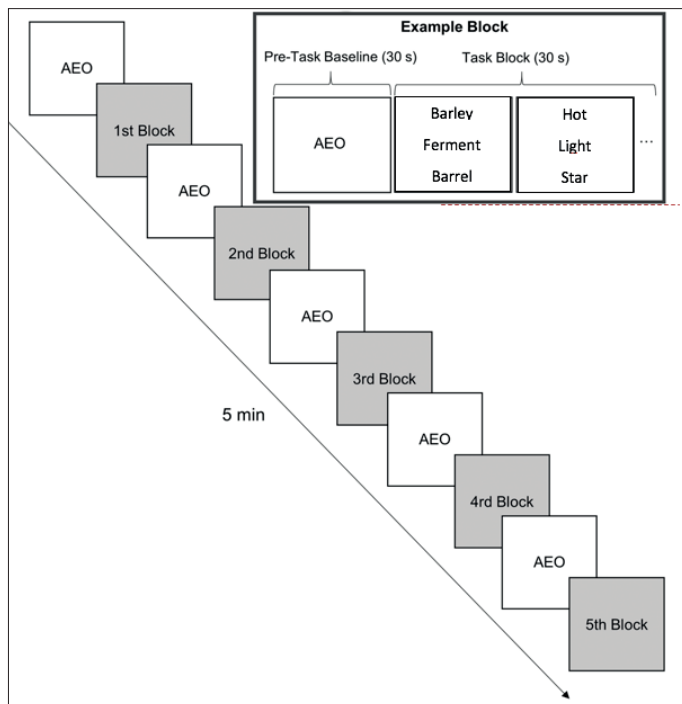 Example Block
Pre-Task Baseline (30 s)
Task Block (30 s)
AEO
Barley
Ferment
Barrel
Hot
Light
Star
...
AEO
1st Block
AEO
2nd Block
AEO
3rd Block
AEO
4rd Block
AEO
5th Block
5 min